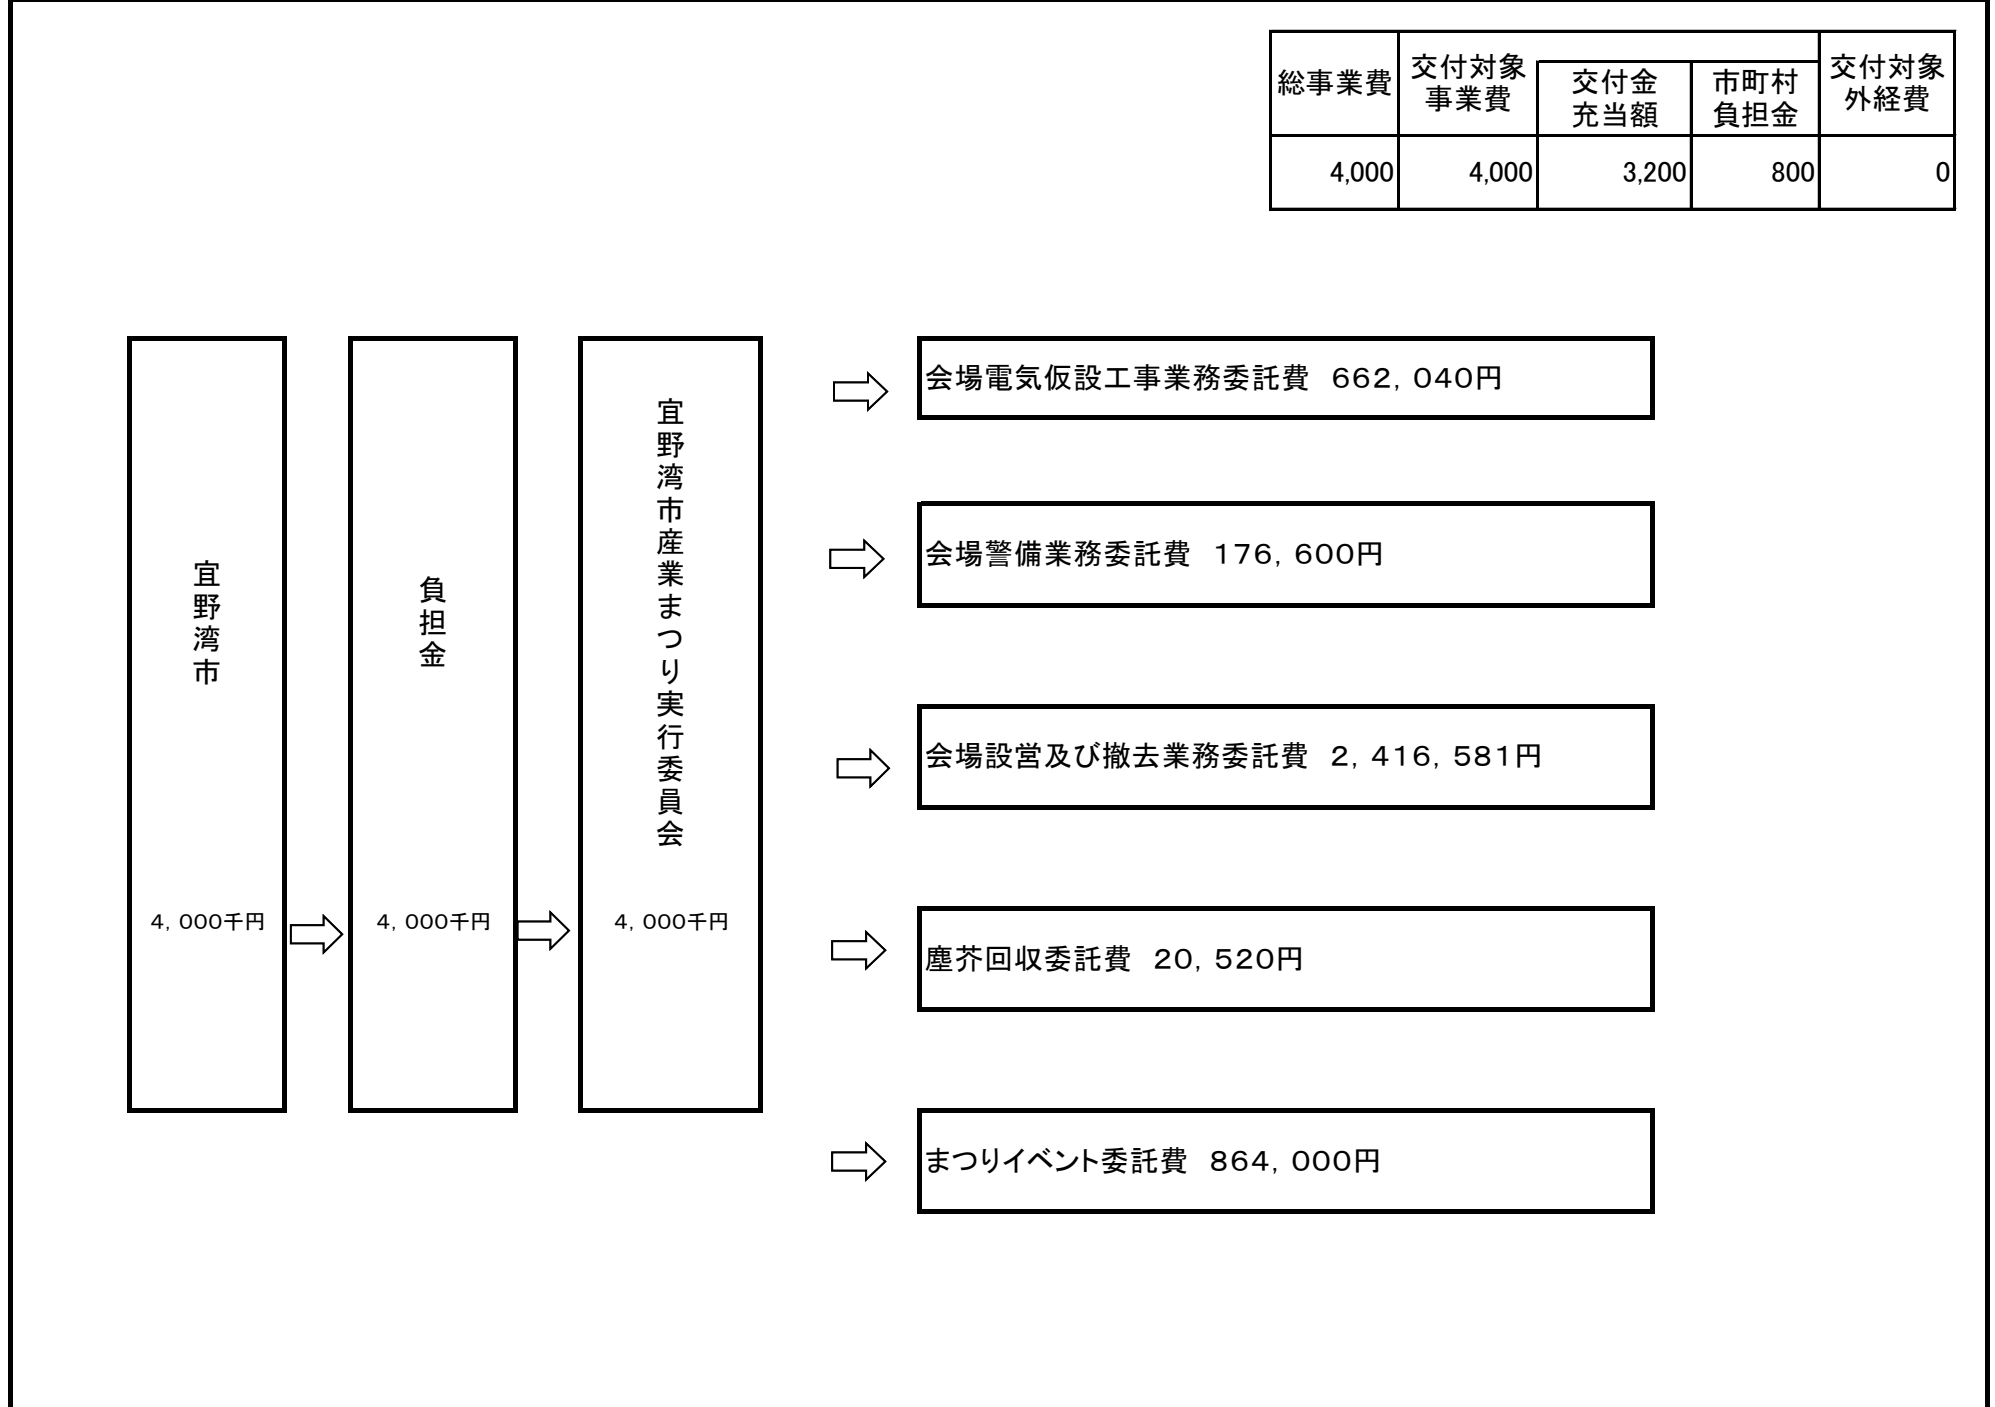 総事業費
交付対象
事業費
交付金
充当額
市町村
負担金
交付対象
外経費
4,000 4,000 3,200 800 0
宜野湾市
4，000千円
負担金
4，000千円
宜野湾市産業まつり実行委員会
4，000千円
会場電気仮設工事業務委託費　662，040円
会場警備業務委託費　176，600円
会場設営及び撤去業務委託費　2，416，581円
塵芥回収委託費　20，520円
まつりイベント委託費　864，000円